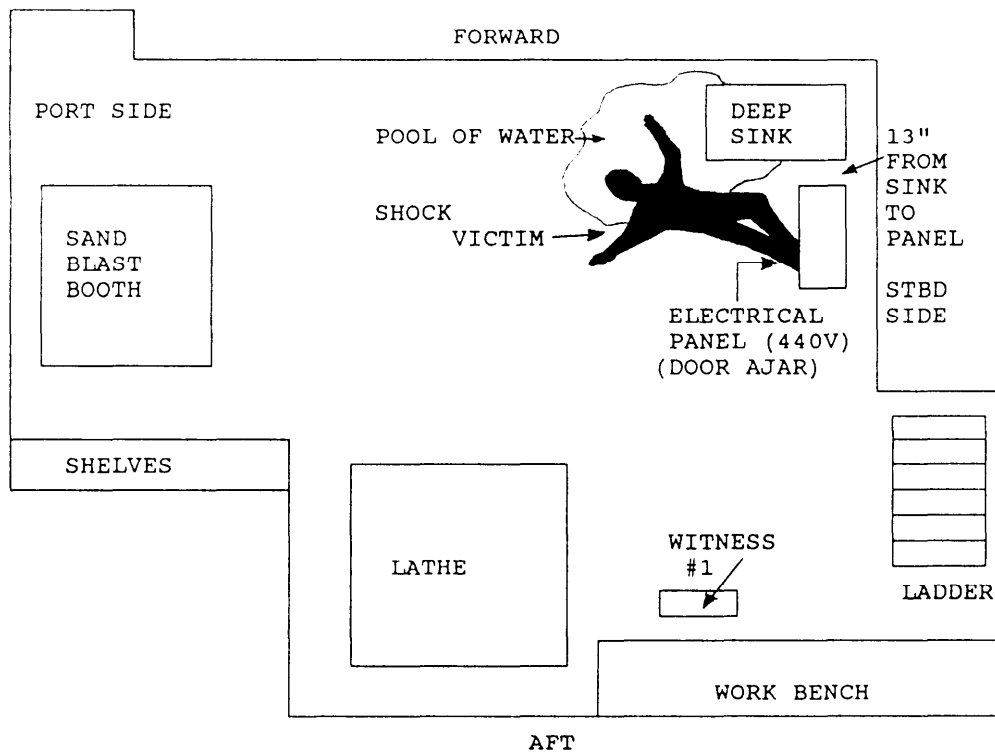 FORWARD
PORT SIDE
POOL OF WATER
DEEP
SINK
13"
FROM
SINK
TO
PANEL
STBD
SIDE
SHOCK
VICTIM
SAND
BLAST
BOOTH
ELECTRICAL
PANEL (440V)
(DOOR AJAR)
SHELVES
LATHE
WITNESS
#1
LADDER
WORK BENCH
AFT